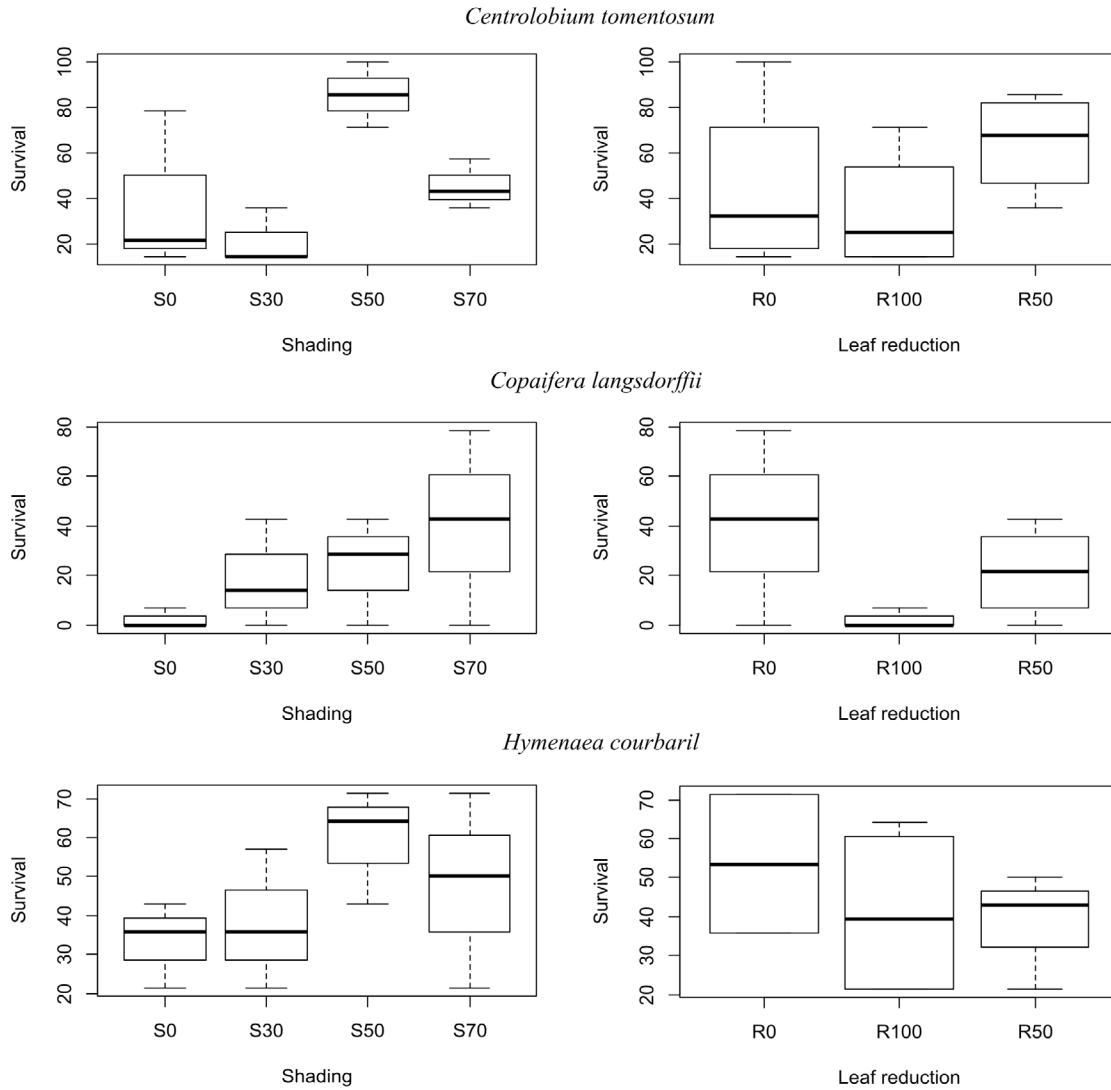 Centrolobium tomentosum
Survival
100
80
60
40
20
S0 S30 S50 S70
Shading
Survival
100
80
60
40
20
R0 R100 R50
Leaf reduction
Copaifera langsdorffii
Survival
80
60
40
20
0
S0 S30 S50 S70
Shading
Survival
80
60
40
20
0
R0 R100 R50
Leaf reduction
Hymenaea courbaril
Survival
70
60
50
40
30
20
S0 S30 S50 S70
Shading
Survival
70
60
50
40
30
20
R0 R100 R50
Leaf reduction